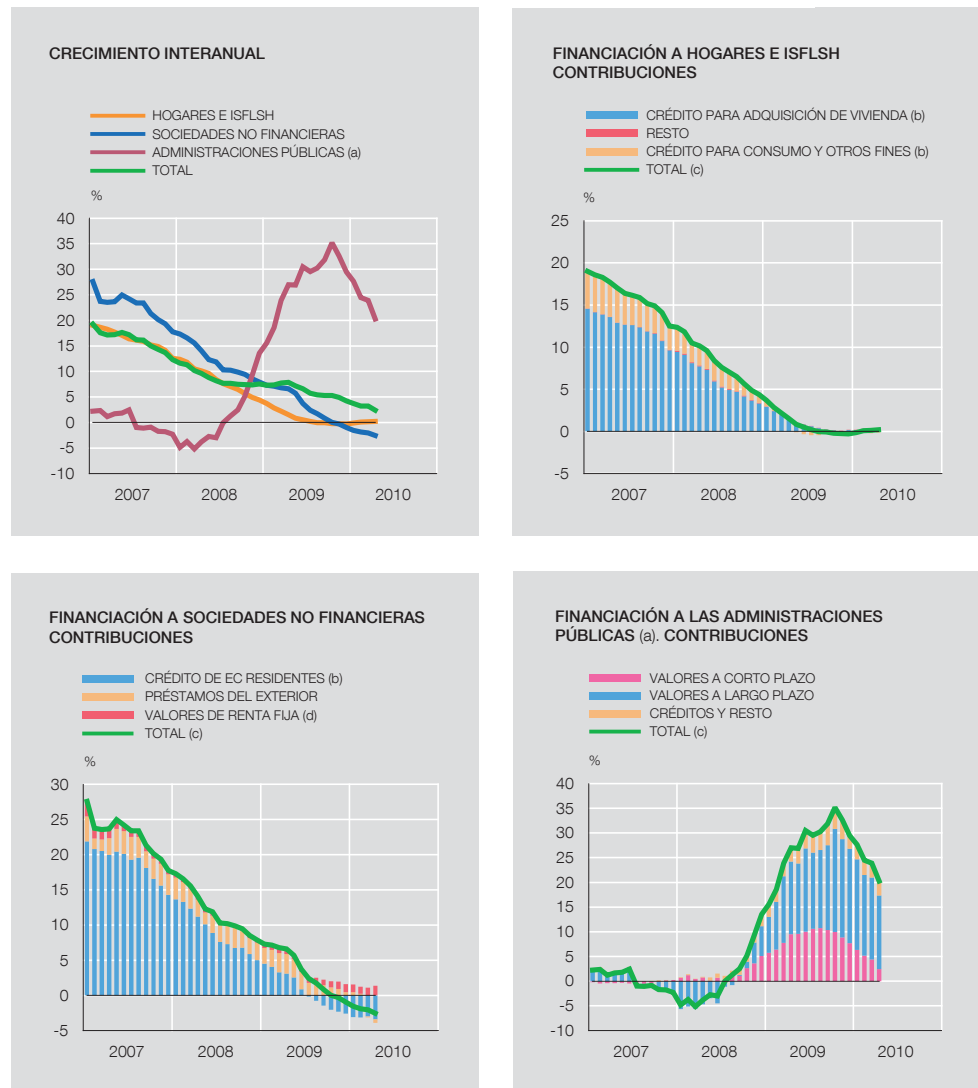 CRECIMIENTO INTERANUAL
HOGARES E ISFLSH
SOCIEDADES NO FINANCIERAS
ADMINISTRACIONES PÚBLICAS (a)
TOTAL
%
40
35
30
25
20
15
10
5
0
-5
-10
2007 2008 2009 2010
FINANCIACIÓN A HOGARES E ISFLSH
CONTRIBUCIONES
CRÉDITO PARA ADQUISICIÓN DE VIVIENDA (b)
RESTO
CRÉDITO PARA CONSUMO Y OTROS FINES (b)
TOTAL (c)
%
25
20
15
10
5
0
-5
2007 2008 2009 2010
FINANCIACIÓN A SOCIEDADES NO FINANCIERAS
CONTRIBUCIONES
CRÉDITO DE EC RESIDENTES (b)
PRÉSTAMOS DEL EXTERIOR
VALORES DE RENTA FIJA (d)
TOTAL (c)
%
30
25
20
15
10
5
0
-5
2007 2008 2009 2010
FINANCIACIÓN A LAS ADMINISTRACIONES
PÚBLICAS (a). CONTRIBUCIONES
VALORES A CORTO PLAZO
VALORES A LARGO PLAZO
CRÉDITOS Y RESTO
TOTAL (c)
%
40
35
30
25
20
15
10
5
0
-5
-10
2007 2008 2009 2010